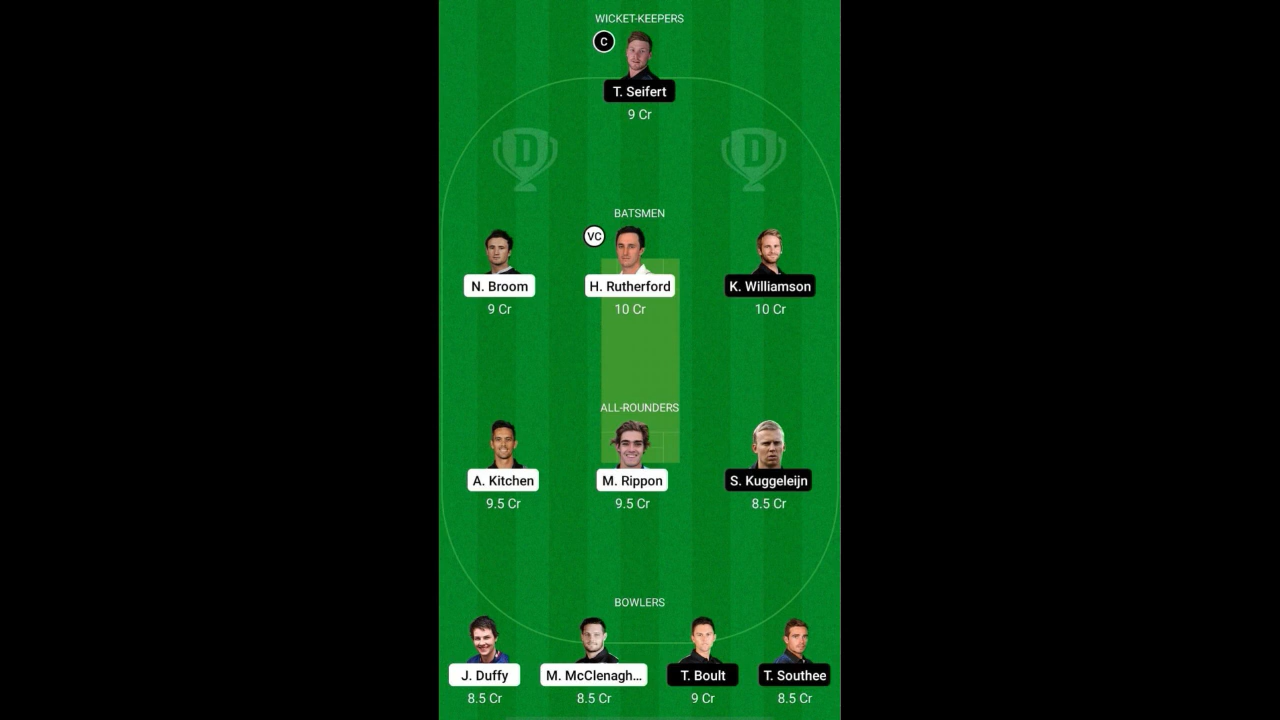 WICKET-KEEPERS
C
T. Seifert
9 Cr
D D
BATSMEN
VC
N. Broom H. Rutherford K. Williamson
9 Cr 10 Cr 10 Cr
ALL-ROUNDERS
A. Kitchen M. Rippon S. Kuggeleijn
9.5 Cr 9.5 Cr 8.5 Cr
BOWLERS
J. Duffy M. McClenagh... T. Boult T. Southee
8.5 Cr 8.5 Cr 9 Cr 8.5 Cr